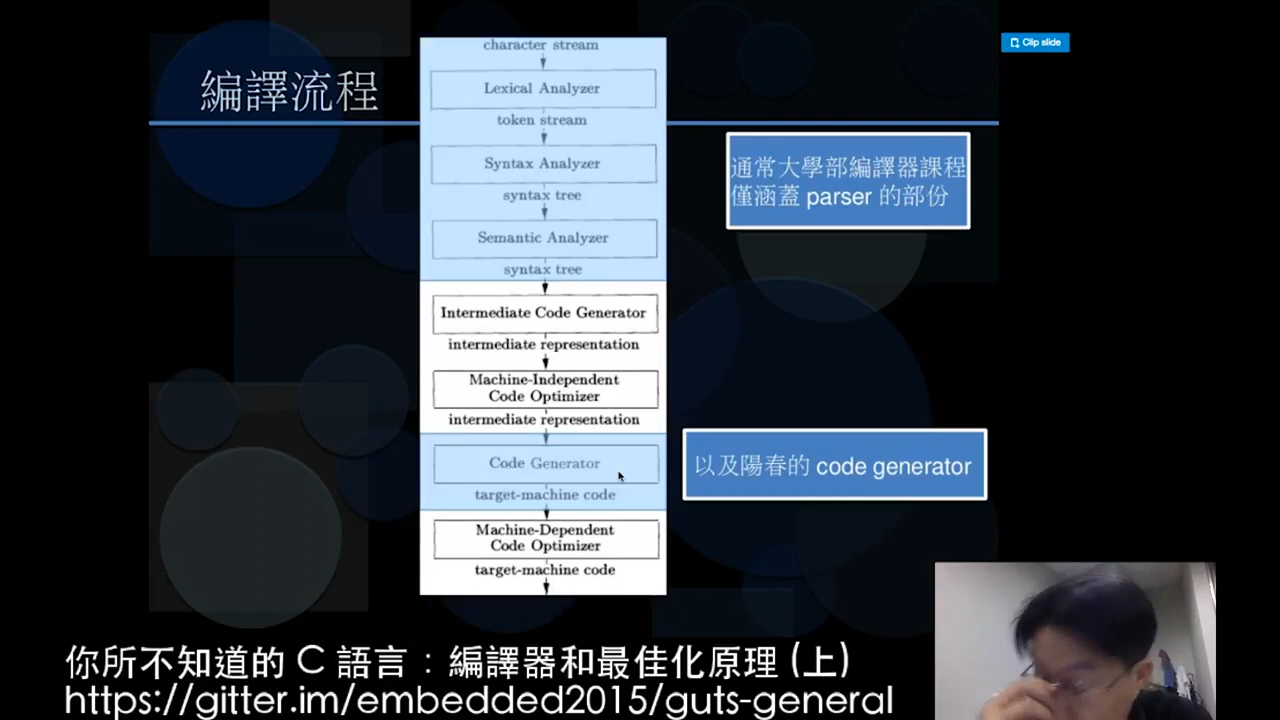 Clip slide
編譯流程
character stream
Lexical Analyzer
token stream
Syntax Analyzer
syntax tree
Semantic Analyzer
syntax tree
Intermediate Code Generator
intermediate representation
Machine-Independent
Code Optimizer
intermediate representation
Code Generator
target-machine code
Machine-Dependent
Code Optimizer
target-machine code
通常大學部編譯器課程
僅涵蓋 parser 的部份
以及陽春的 code generator
你所不知道的 C 語言：編譯器和最佳化原理 (上)
https://gitter.im/embedded2015/guts-general